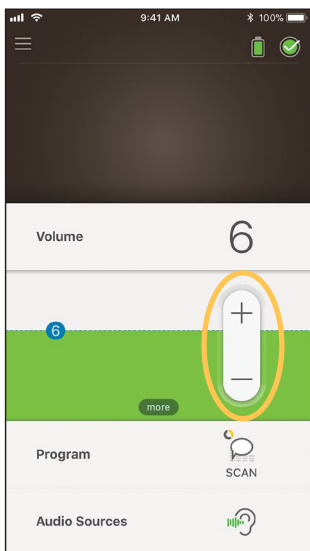 9:41 AM
100%
Volume
6
+
6
−
more
Program
SCAN
Audio Sources